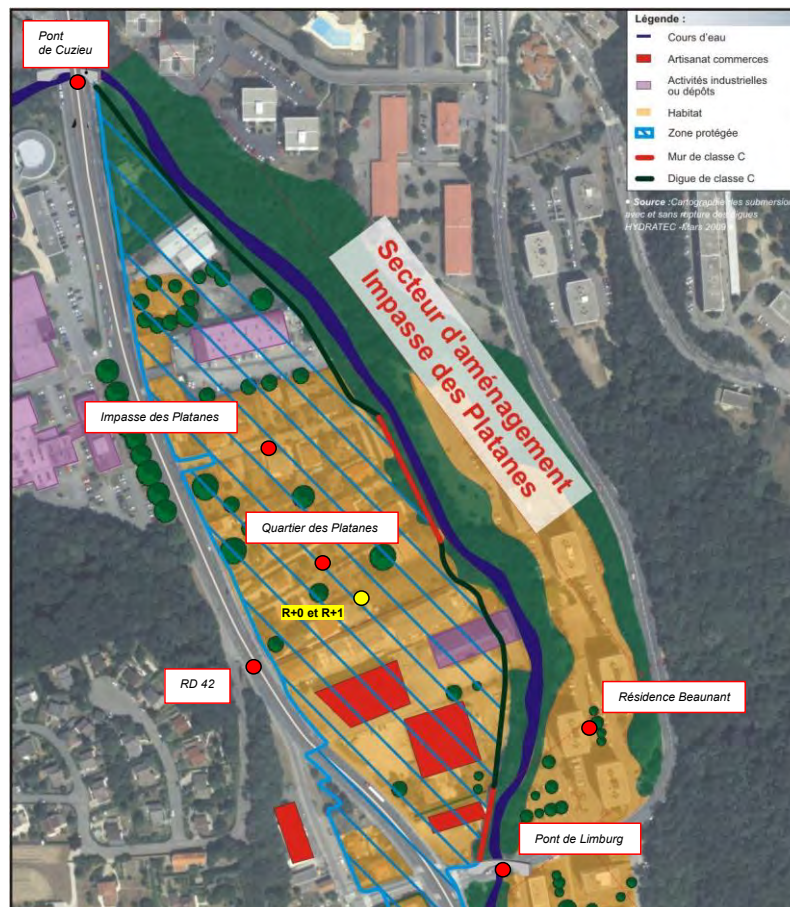 Pont
de Cuzieu
Légende :
Cours d'eau
Artisanat commerces
Activités industrielles
ou dépôts
Habitat
Zone protégée
Mur de classe C
Digue de classe C
• Source :Cartographie des submersion
avec et sans rupture des digues
HYDRATEC -Mars 2009
Secteur d'aménagement
Impasse des Platanes
Impasse des Platanes
Quartier des Platanes
R+0 et R+1
RD 42
Résidence Beaunant
Pont de Limburg